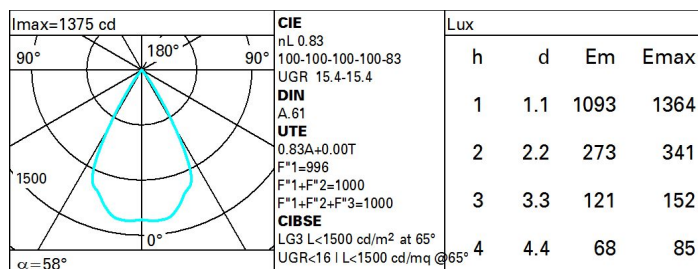 Imax=1375 cd
180°
90°
90°
1500
0°
α=58°
CIE
nL 0.83
100-100-100-100-83
UGR 15.4-15.4
DIN
A.61
UTE
0.83A+0.00T
F"1=996
F"1+F"2=1000
F"1+F"2+F"3=1000
CIBSE
LG3 L<1500 cd/m² at 65°
UGR<16 | L<1500 cd/mq @65°
Lux
h d Em Emax
1 1.1 1093 1364
2 2.2 273 341
3 3.3 121 152
4 4.4 68 85